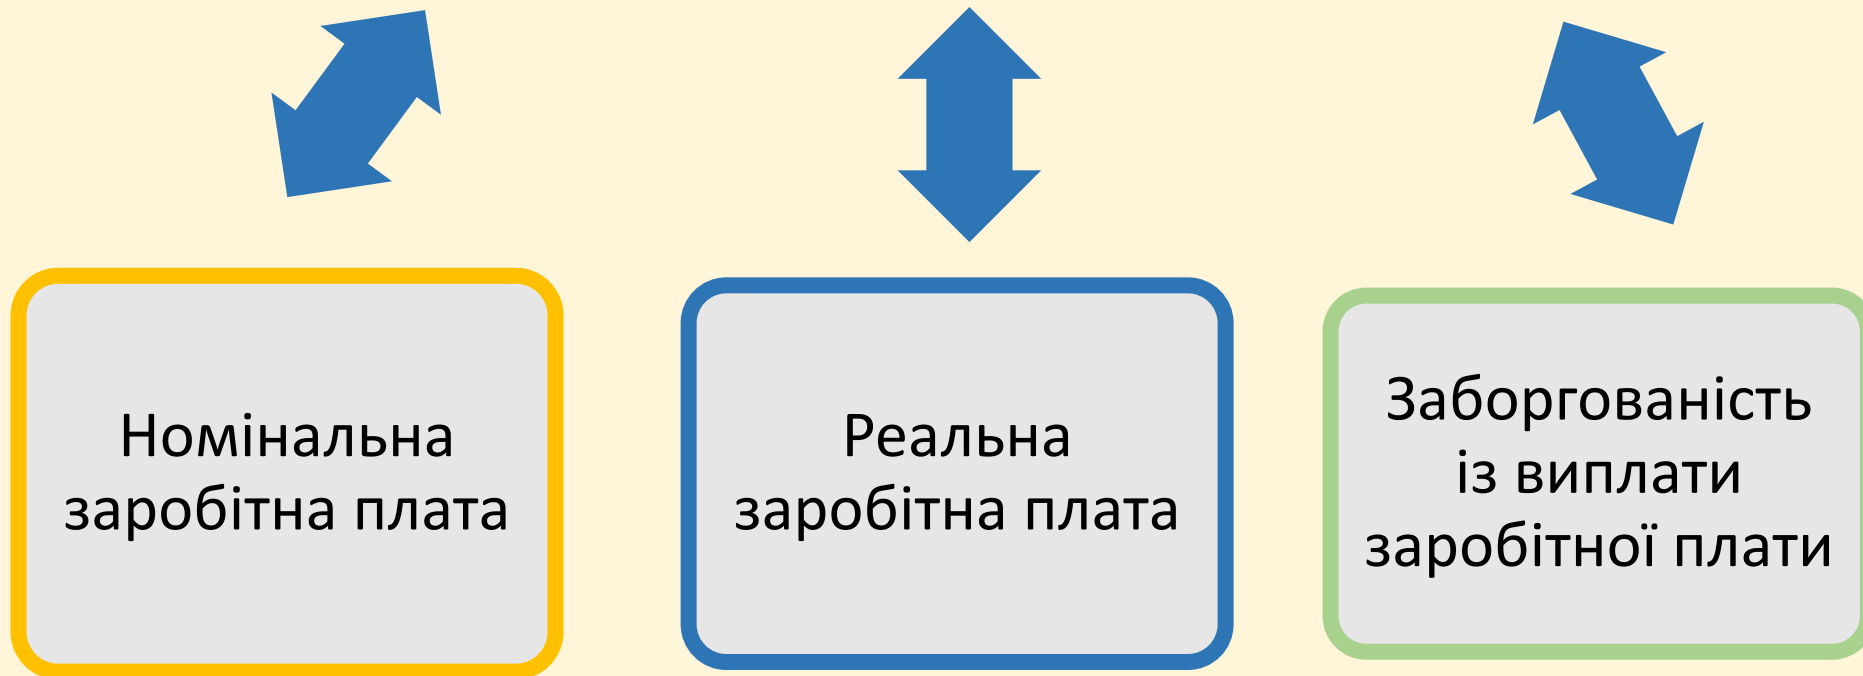 Номінальна
заробітна плата
Реальна
заробітна плата
Заборгованість
із виплати
заробітної плати